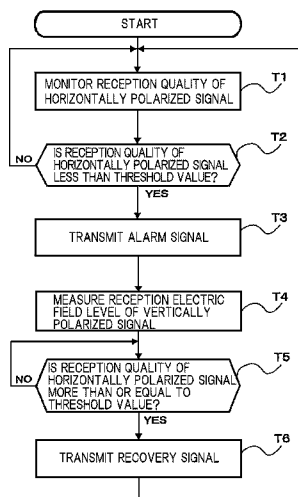 START
T1
MONITOR RECEPTION QUALITY OF
HORIZONTALLY POLARIZED SIGNAL
T2
IS RECEPTION QUALITY OF
HORIZONTALLY POLARIZED SIGNAL
LESS THAN THRESHOLD VALUE?
NO
YES
T3
TRANSMIT ALARM SIGNAL
T4
MEASURE RECEPTION ELECTRIC
FIELD LEVEL OF VERTICALLY
POLARIZED SIGNAL
T5
IS RECEPTION QUALITY OF
HORIZONTALLY POLARIZED SIGNAL
MORE THAN OR EQUAL TO
THRESHOLD VALUE?
NO
YES
T6
TRANSMIT RECOVERY SIGNAL